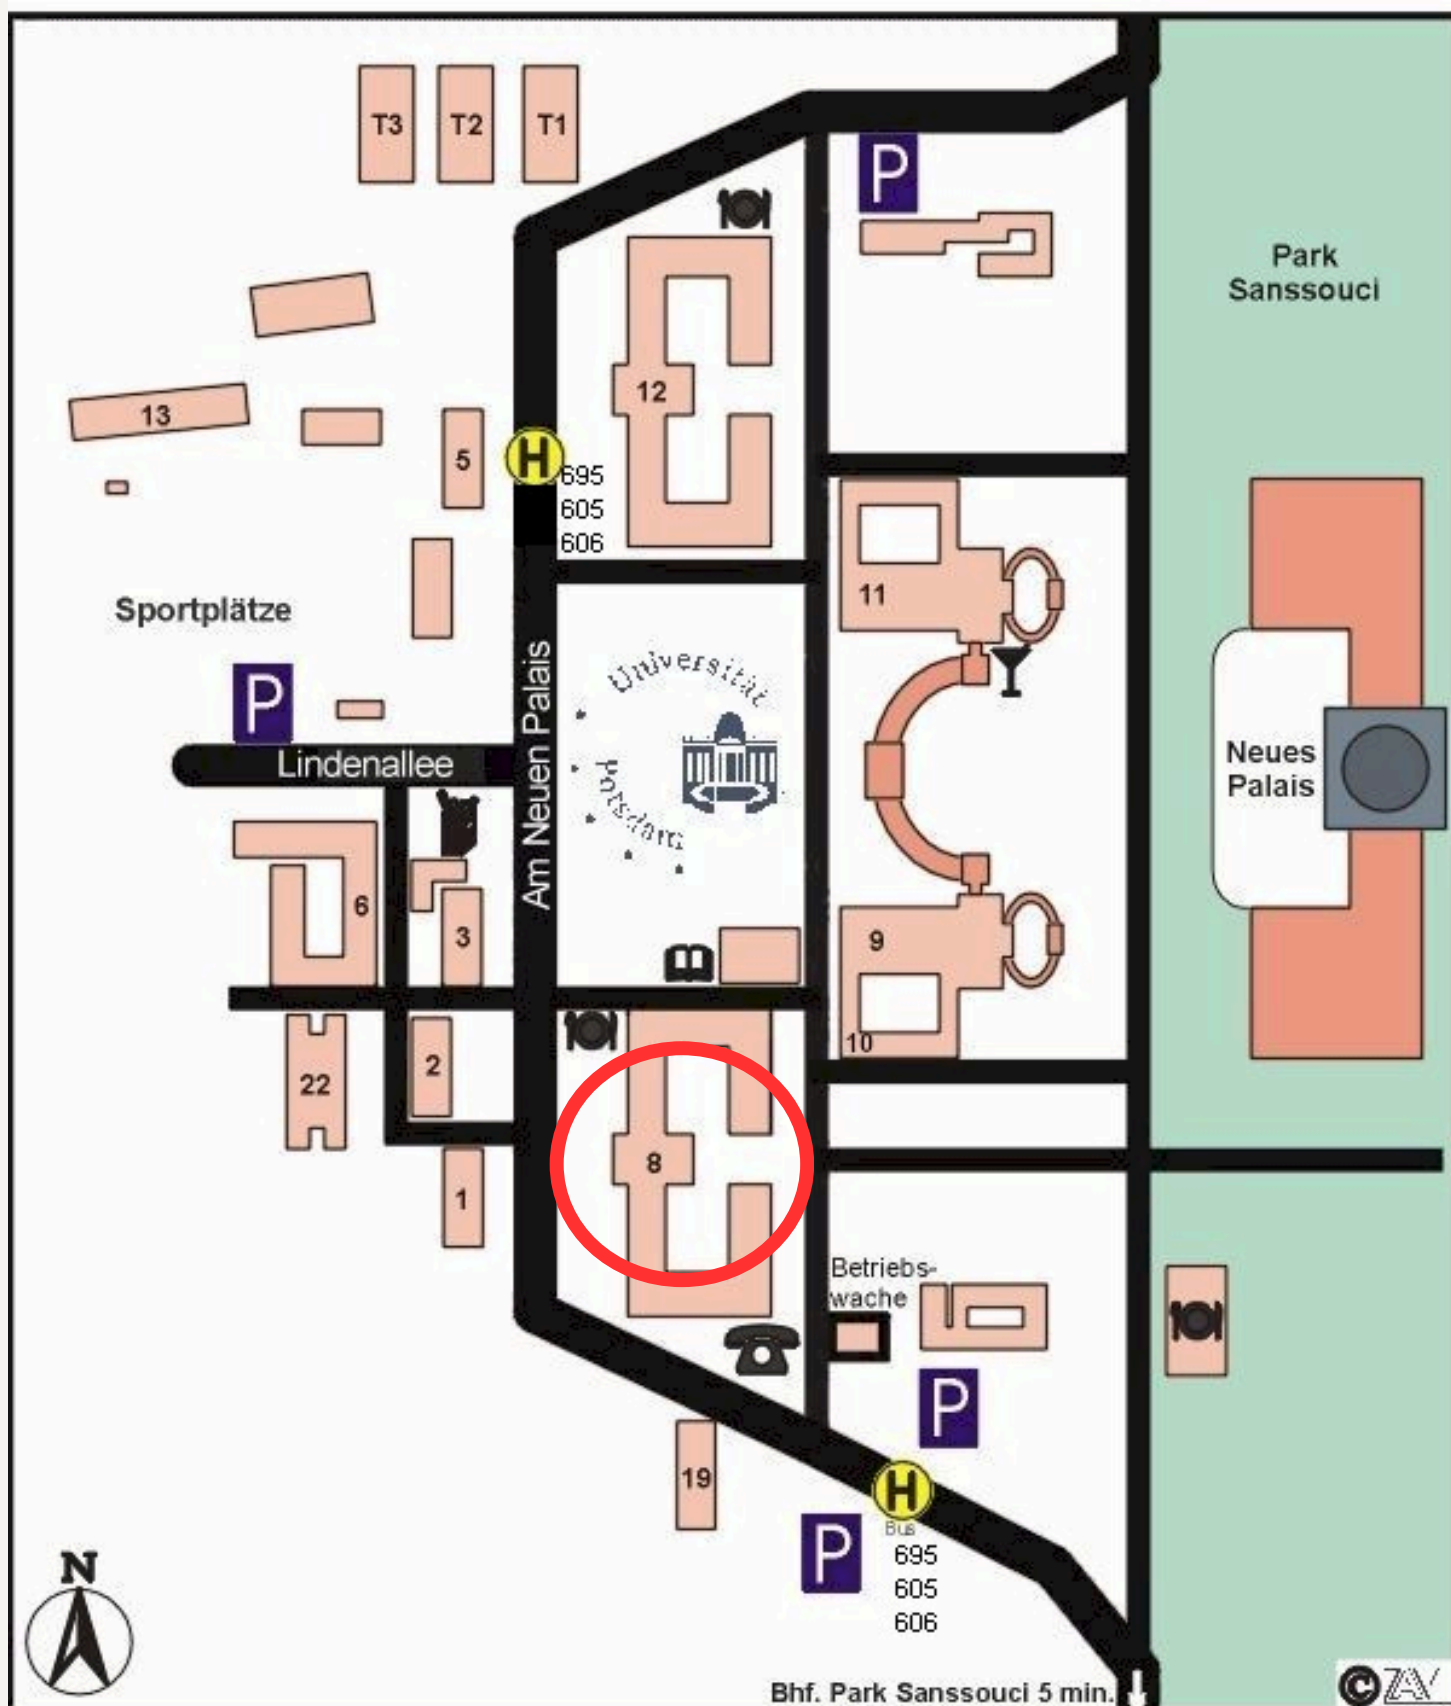 T3
T2
T1
P
Park
Sanssouci
12
13
5
H
695
605
606
11
Sportplätze
Universität
Potsdam
P
Am Neuen Palais
Lindenallee
Neues
Palais
6
3
9
10
2
22
8
1
Betriebs-
wache
P
19
H
Bus
P
695
605
606
N
Bhf. Park Sanssouci 5 min.
© ZAV